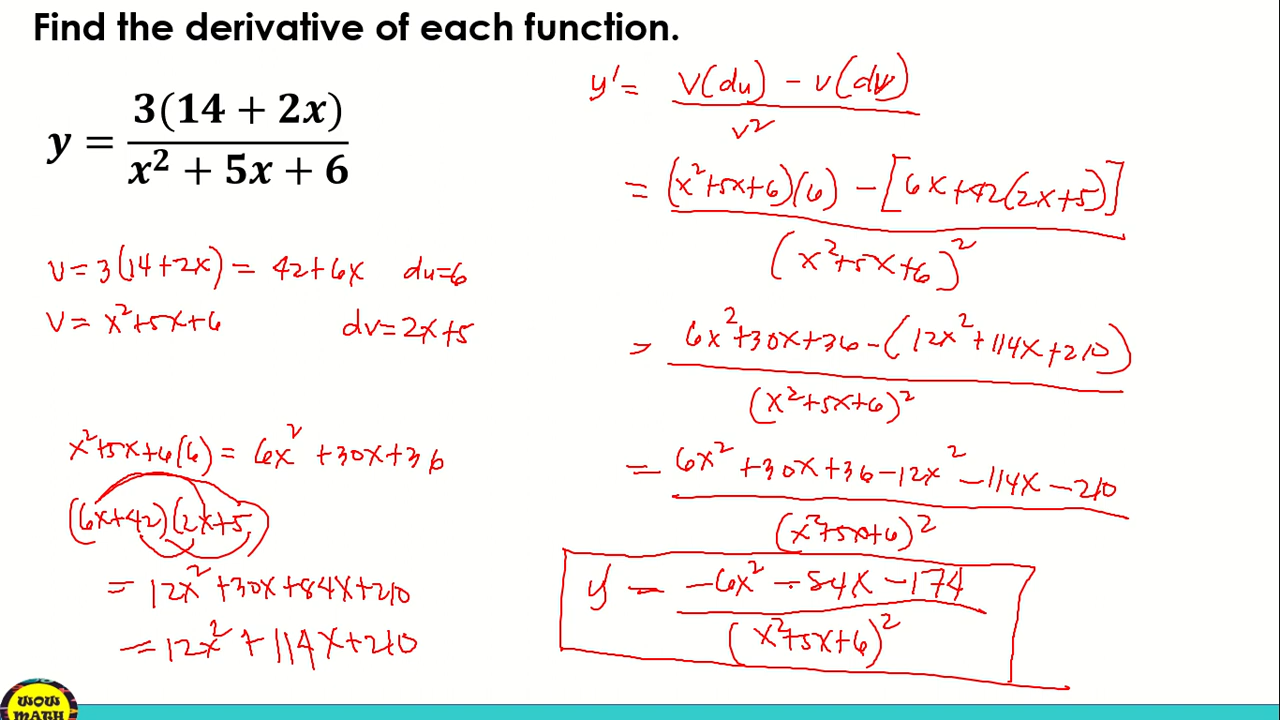 Find the derivative of each function.
y = 3(14 + 2x) / x² + 5x + 6
u = 3(14+2x) = 42+6x   du=6
v = x²+5x+6   dv=2x+5
x²+5x+6(6) = 6x² +30x+36
(6x+42)(2x+5)
= 12x² +30x+84x+210
= 12x² + 114x+210
y' = v(du) - v(dv) / v²
= (x²+5x+6)(6) - [6x+42(2x+5)] / (x²+5x+6)²
= 6x²+30x+36-(12x²+114x+210) / (x²+5x+6)²
= 6x² +30x+36-12x² -114x -210 / (x²+5x+6)²
y' = -6x² -84x -174 / (x²+5x+6)²
WOW
MATH